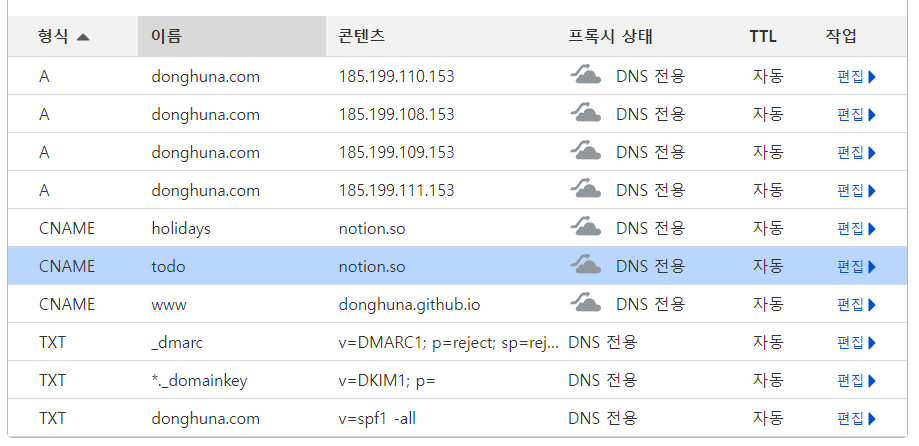 형식 이름 콘텐츠 프록시 상태 TTL 작업
A donghuna.com 185.199.110.153 DNS 전용 자동 편집
A donghuna.com 185.199.108.153 DNS 전용 자동 편집
A donghuna.com 185.199.109.153 DNS 전용 자동 편집
A donghuna.com 185.199.111.153 DNS 전용 자동 편집
CNAME holidays notion.so DNS 전용 자동 편집
CNAME todo notion.so DNS 전용 자동 편집
CNAME www donghuna.github.io DNS 전용 자동 편집
TXT _dmarc v=DMARC1; p=reject; sp=rej... DNS 전용 자동 편집
TXT *._domainkey v=DKIM1; p= DNS 전용 자동 편집
TXT donghuna.com v=spf1 -all DNS 전용 자동 편집